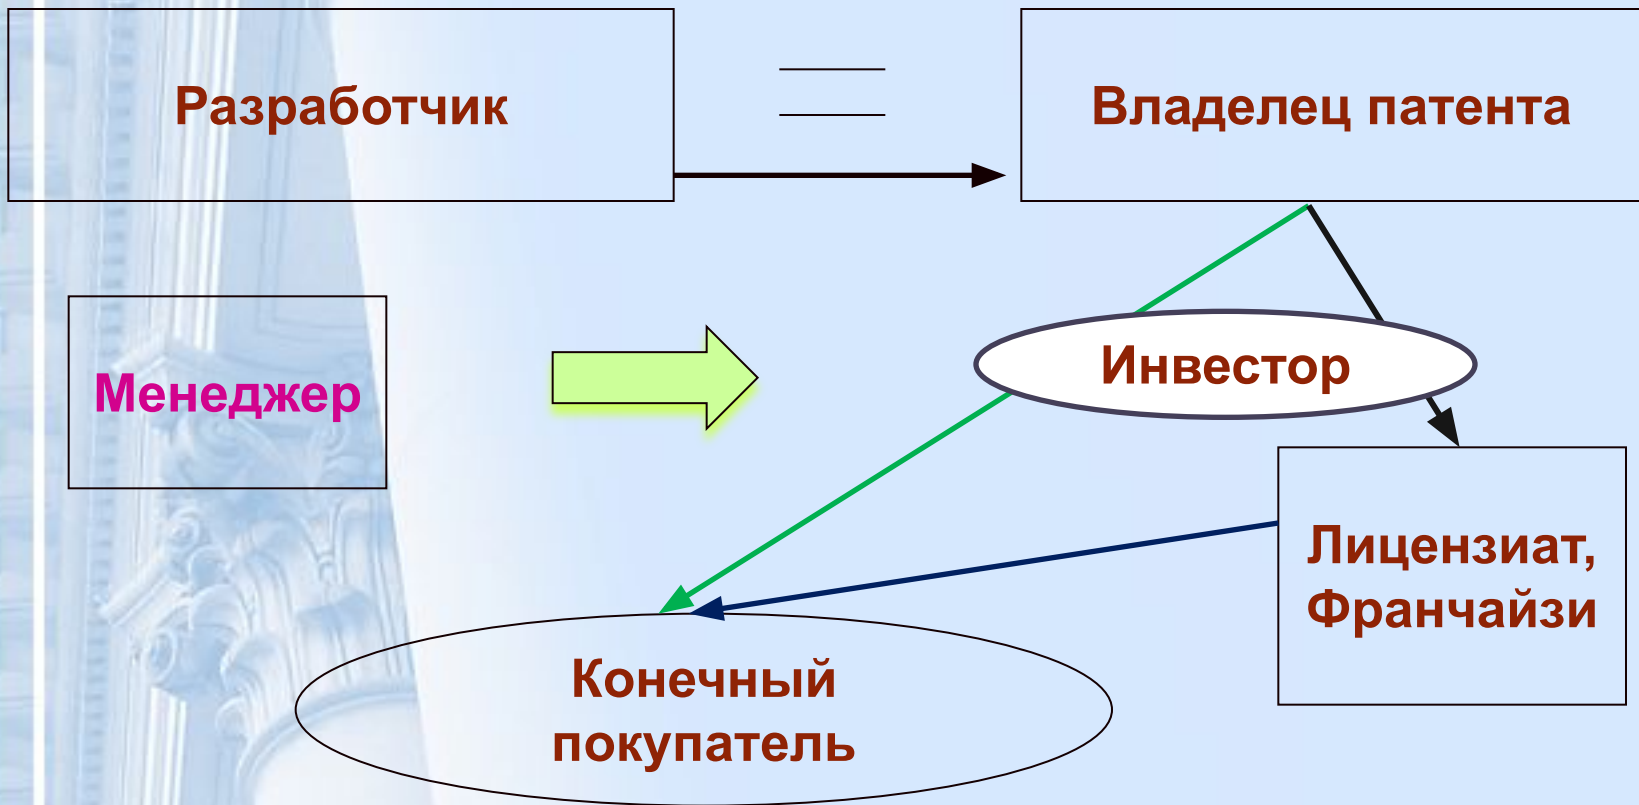 Разработчик
Владелец патента
Менеджер
Инвестор
Лицензиат,
Франчайзи
Конечный
покупатель